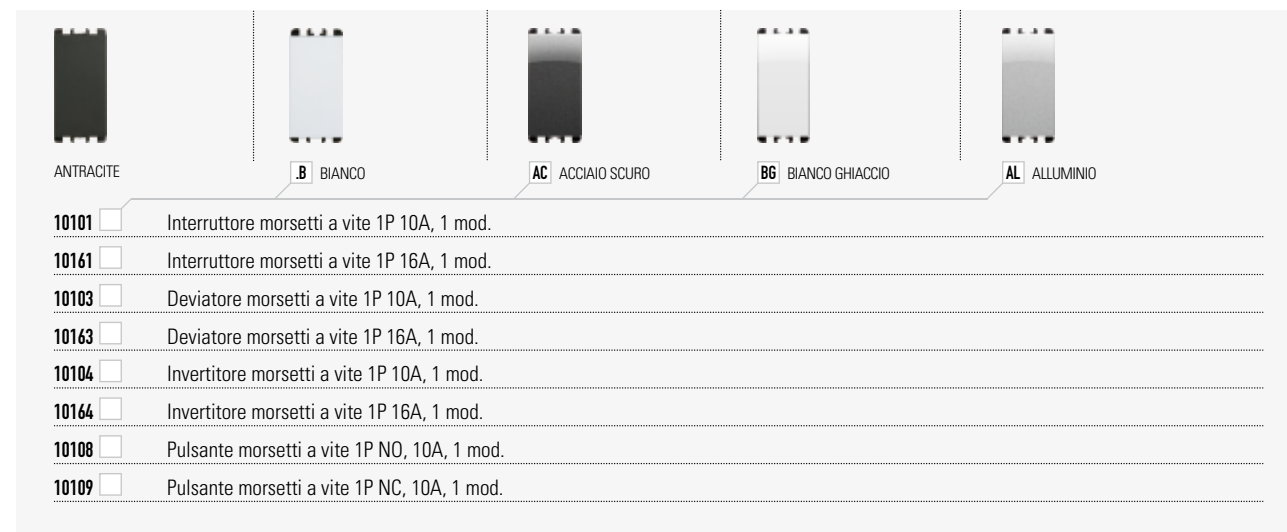 ANTRACITE .B BIANCO AC ACCIAIO SCURO BG BIANCO GHIACCIO AL ALLUMINIO
10101 Interruttore morsetti a vite 1P 10A, 1 mod.
10161 Interruttore morsetti a vite 1P 16A, 1 mod.
10103 Deviatore morsetti a vite 1P 10A, 1 mod.
10163 Deviatore morsetti a vite 1P 16A, 1 mod.
10104 Invertitore morsetti a vite 1P 10A, 1 mod.
10164 Invertitore morsetti a vite 1P 16A, 1 mod.
10108 Pulsante morsetti a vite 1P NO, 10A, 1 mod.
10109 Pulsante morsetti a vite 1P NC, 10A, 1 mod.